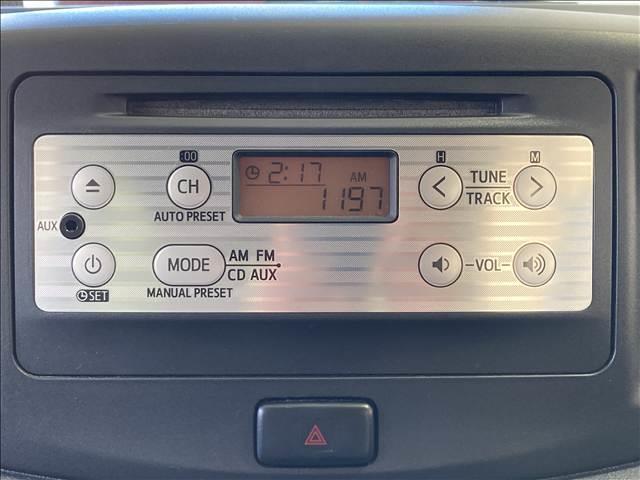 :00
CH
AUTO PRESET
2:17
AM
1197
H
M
TUNE
TRACK
AUX
SET
MODE
MANUAL PRESET
AM FM
CD AUX
-VOL-